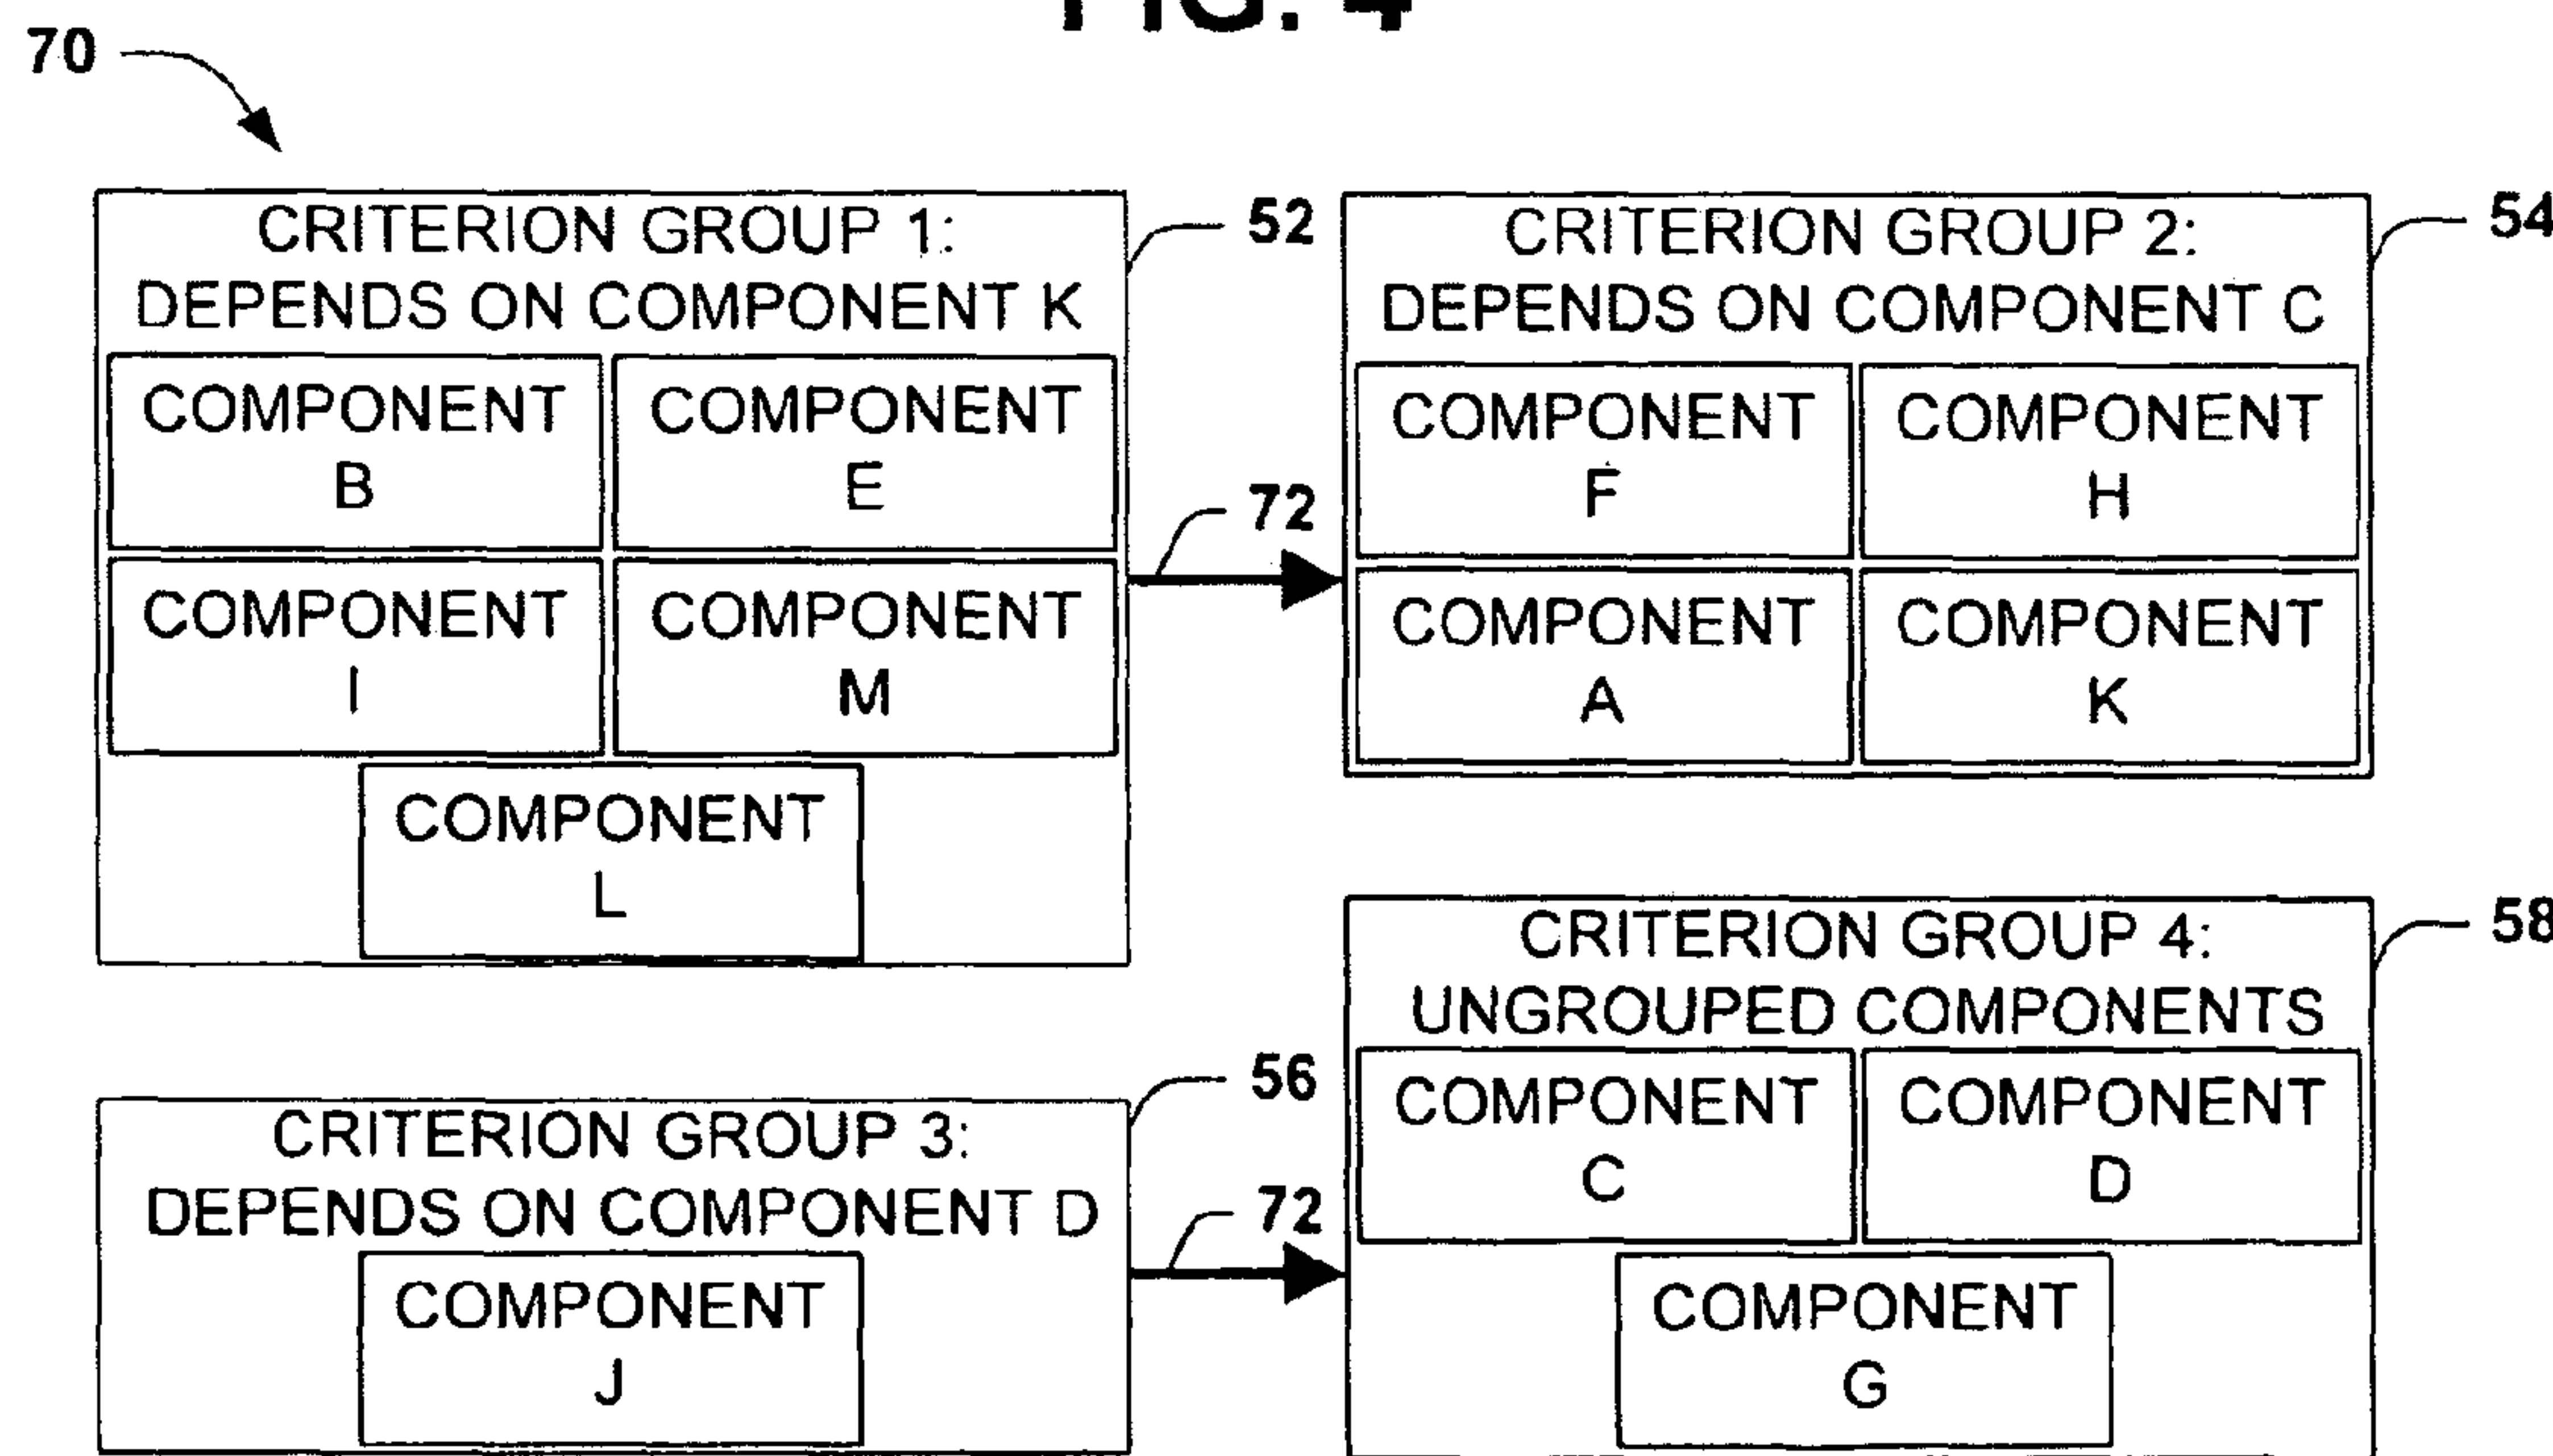 FIG. 4
70
CRITERION GROUP 1:
DEPENDS ON COMPONENT K
52
COMPONENT
B
COMPONENT
E
COMPONENT
I
COMPONENT
M
COMPONENT
L
72
CRITERION GROUP 2:
DEPENDS ON COMPONENT C
54
COMPONENT
F
COMPONENT
H
COMPONENT
A
COMPONENT
K
CRITERION GROUP 3:
DEPENDS ON COMPONENT D
56
COMPONENT
J
72
CRITERION GROUP 4:
UNGROUPED COMPONENTS
58
COMPONENT
C
COMPONENT
D
COMPONENT
G